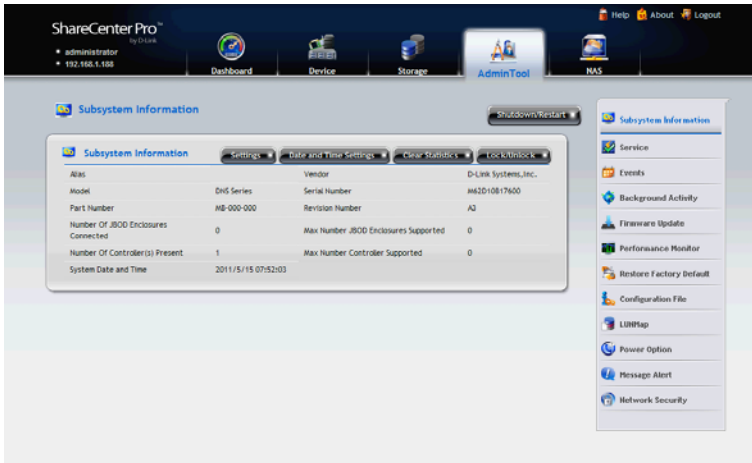 Help About Logout
ShareCenter Pro™
by D-Link
administrator
192.168.1.188
Dashboard Device Storage AdminTool NAS
Subsystem Information
Shutdown/Restart
Subsystem Information
Settings Date and Time Settings Clear Statistics Lock/Unlock
Alias Vendor D-Link Systems,Inc..
Model DNS Series Serial Number M62D10817600
Part Number MB-000-000 Revision Number A3
Number Of JBOD Enclosures Connected 0 Max Number JBOD Enclosures Supported 0
Number Of Controller(s) Present 1 Max Number Controller Supported 0
System Date and Time 2011/5/15 07:52:03
Subsystem Information
Service
Events
Background Activity
Firmware Update
Performance Monitor
Restore Factory Default
Configuration File
LUNMap
Power Option
Message Alert
Network Security